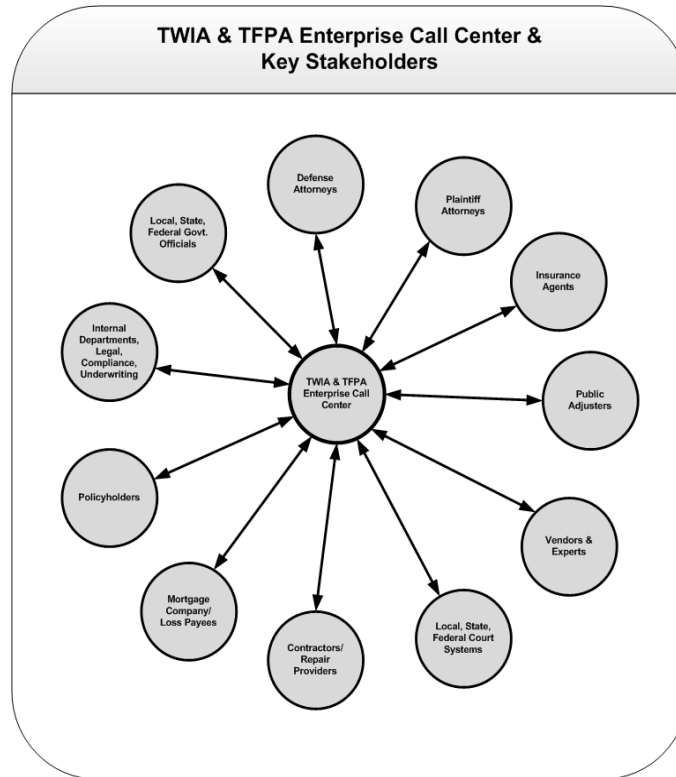 TWIA & TFPA Enterprise Call Center &
Key Stakeholders
Defense
Attorneys
Plaintiff
Attorneys
Local, State,
Federal Govt.
Officials
Insurance
Agents
Internal
Departments,
Legal,
Compliance,
Underwriting
TWIA & TFPA
Enterprise Call
Center
Public
Adjusters
Policyholders
Vendors &
Experts
Mortgage
Company/
Loss Payees
Local, State,
Federal Court
Systems
Contractors/
Repair
Providers